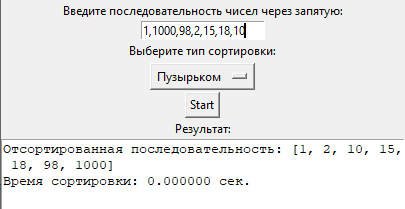 Введите последовательность чисел через запятую:
1,1000,98,2,15,18,10
Выберите тип сортировки:
Пузырьком
Start
Результат:
Отсортированная последовательность: [1, 2, 10, 15,
18, 98, 1000]
Время сортировки: 0.000000 сек.